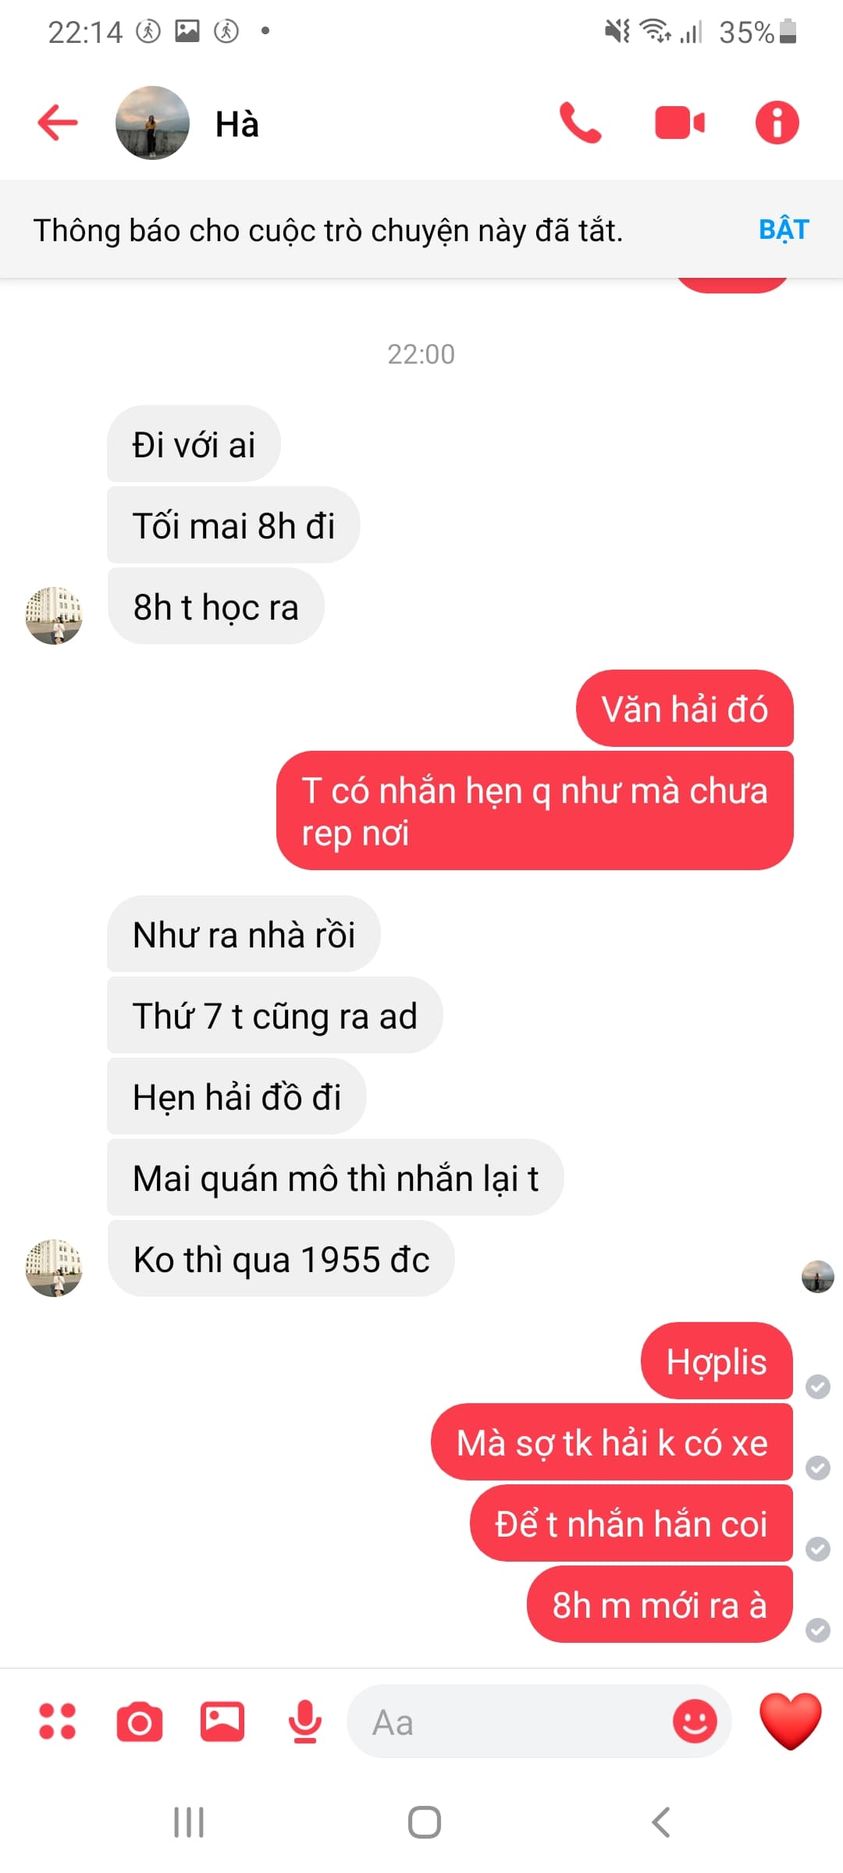 22:14
35%
Hà
Thông báo cho cuộc trò chuyện này đã tắt.
BẬT
22:00
Đi với ai
Tối mai 8h đi
8h t học ra
Văn hải đó
T có nhắn hẹn q như mà chưa
rep nơi
Như ra nhà rồi
Thứ 7 t cũng ra ad
Hẹn hải đồ đi
Mai quán mô thì nhắn lại t
Ko thì qua 1955 đc
Hợplis
Mà sợ tk hải k có xe
Để t nhắn hắn coi
8h m mới ra à
Aa